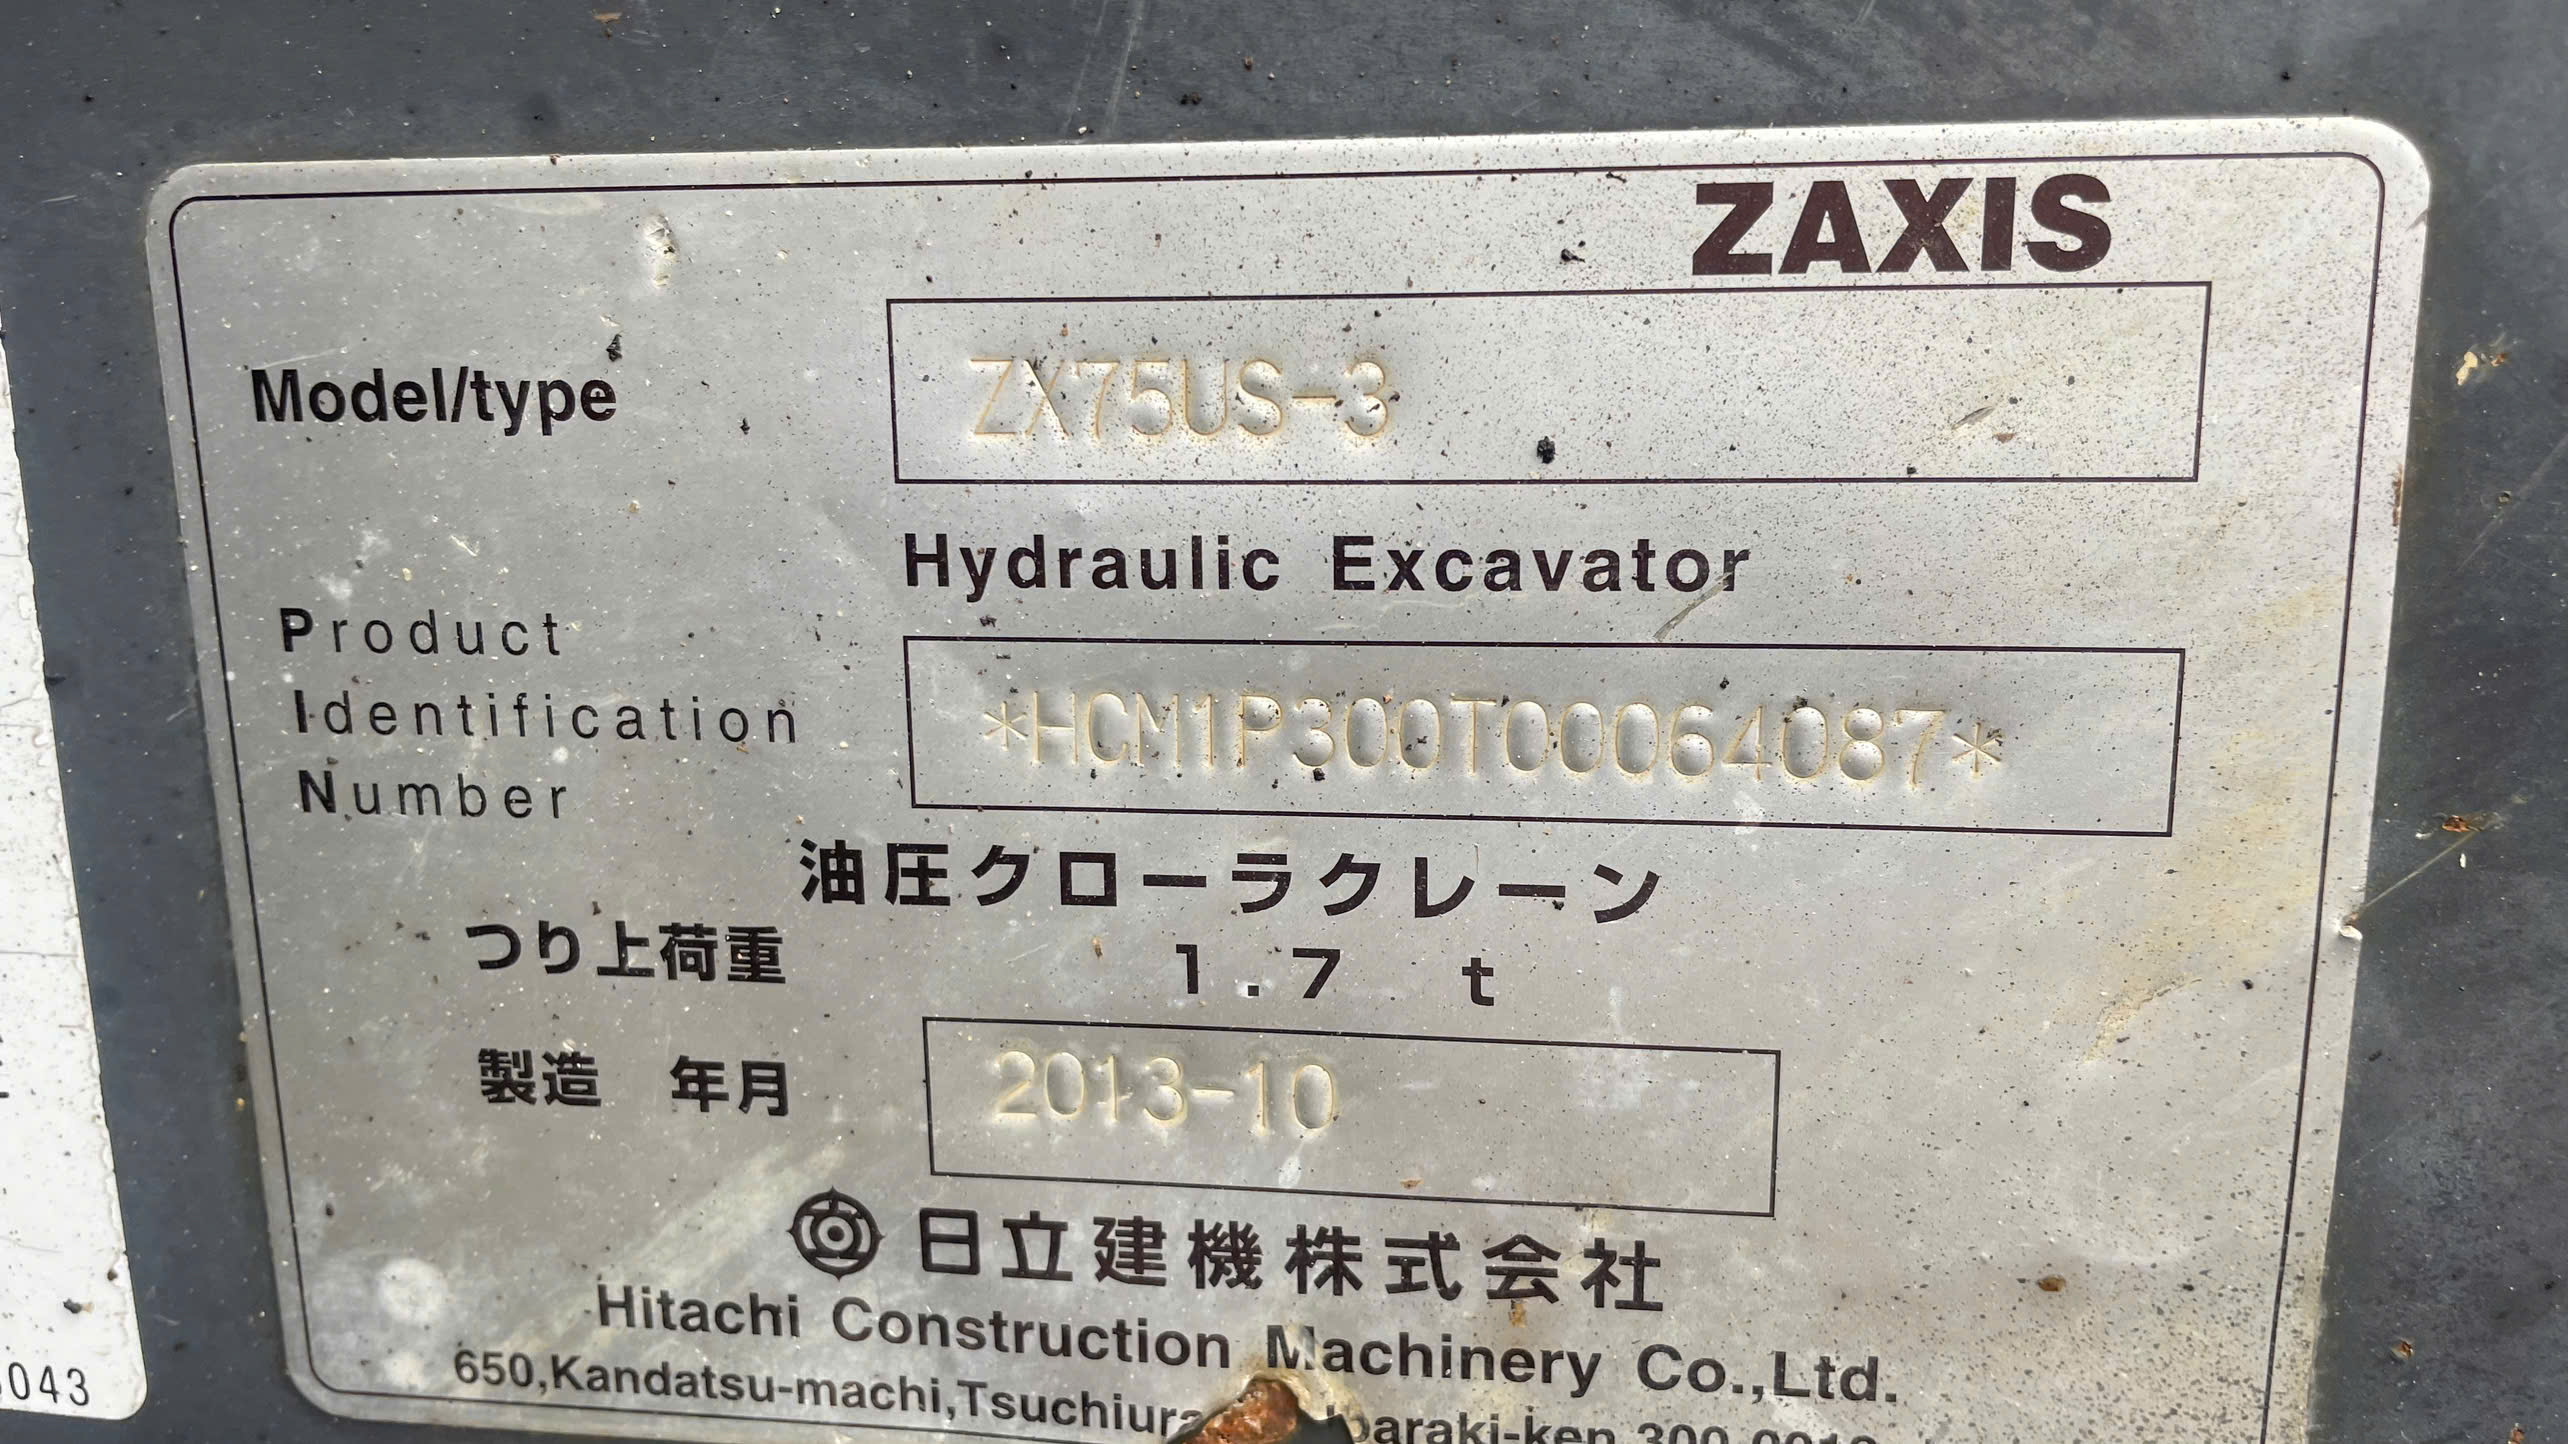 ZAXIS
Model/type ZX75US-3
Hydraulic Excavator
Product
Identification
Number
*HCM1P300T00064087*
油圧クローラクレーン
つり上荷重 1.7 t
製造 年月 2013-10
日立建機株式会社
Hitachi Construction Machinery Co.,Ltd.
650,Kandatsu-machi,
043